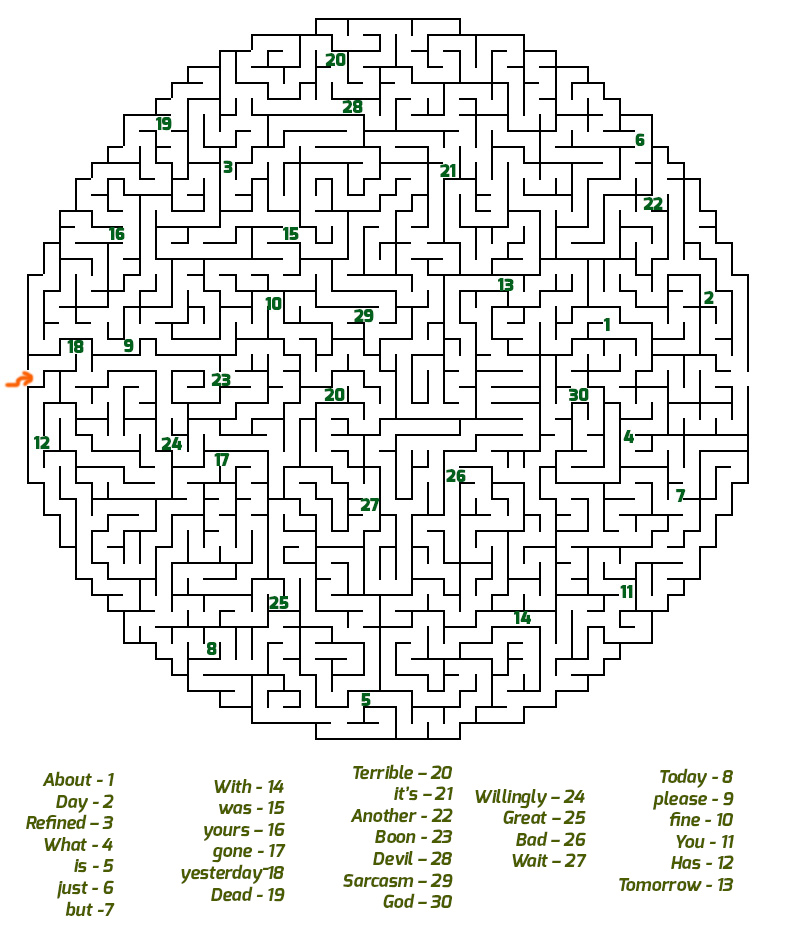 20
28
19
6
3
21
22
16
15
13
2
10
29
1
18
9
23
20
30
12
24
4
17
26
7
27
11
25
14
8
5
About - 1
Day - 2
Refined - 3
What - 4
is - 5
just - 6
but -7
With - 14
was - 15
yours – 16
gone - 17
yesterday-18
Dead - 19
Terrible – 20
it's – 21
Another - 22
Boon - 23
Devil – 28
Sarcasm – 29
God – 30
Willingly – 24
Great – 25
Bad – 26
Wait – 27
Today - 8
please - 9
fine - 10
You - 11
Has - 12
Tomorrow - 13